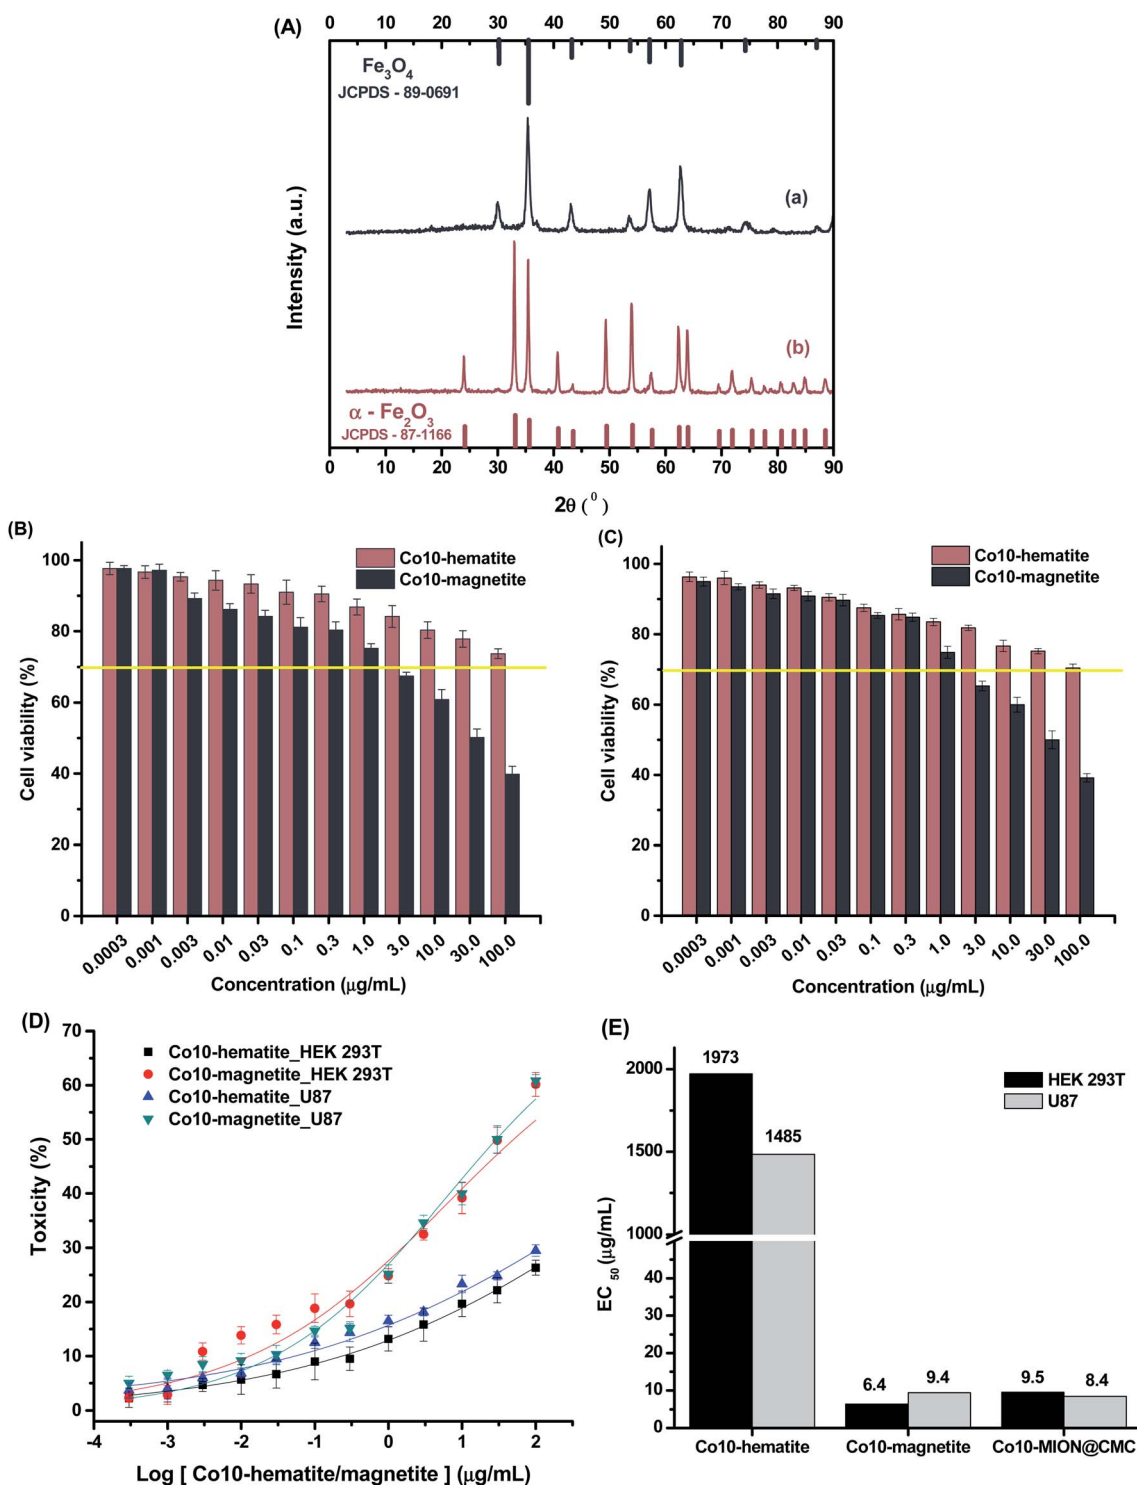 (A)
0 10 20 30 40 50 60 70 80 90
Fe3O4
JCPDS - 89-0691
(a)
Intensity (a.u.)
(b)
α - Fe2O3
JCPDS - 87-1166
0 10 20 30 40 50 60 70 80 90
2θ (0)
(B)
Co10-hematite
Co10-magnetite
100
80
60
40
20
0
Cell viability (%)
0.0003 0.001 0.003 0.01 0.03 0.1 0.3 1.0 3.0 10.0 30.0 100.0
Concentration (μg/mL)
(C)
Co10-hematite
Co10-magnetite
100
80
60
40
20
0
Cell viability (%)
0.0003 0.001 0.003 0.01 0.03 0.1 0.3 1.0 3.0 10.0 30.0 100.0
Concentration (μg/mL)
(D)
70
60
50
40
30
20
10
0
Toxicity (%)
Co10-hematite_HEK 293T
Co10-magnetite_HEK 293T
Co10-hematite_U87
Co10-magnetite_U87
-4 -3 -2 -1 0 1 2
Log [ Co10-hematite/magnetite ] (μg/mL)
(E)
HEK 293T
U87
2000
1500
1000
40
30
20
10
0
EC 50 (μg/mL)
1973
1485
6.4
9.4
9.5
8.4
Co10-hematite Co10-magnetite Co10-MION@CMC